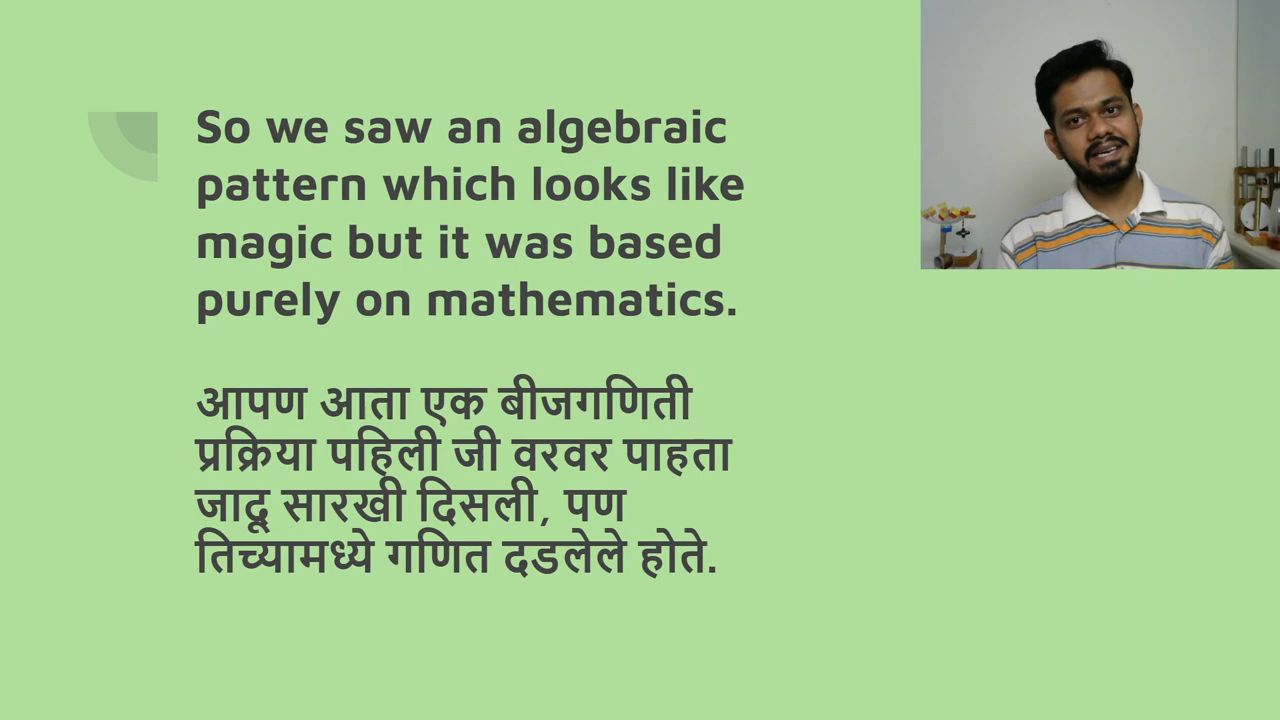 So we saw an algebraic
pattern which looks like
magic but it was based
purely on mathematics.
आपण आता एक बीजगणिती
प्रक्रिया पहिली जी वरवर पाहता
जादू सारखी दिसली, पण
तिच्यामध्ये गणित दडलेले होते.